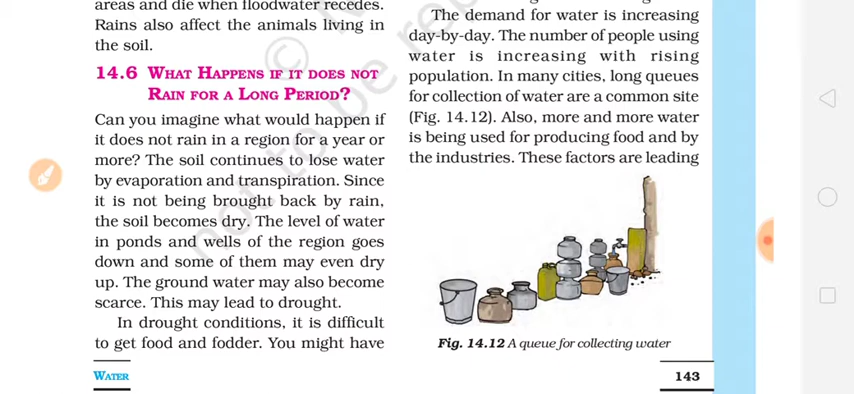 areas and die when floodwater recedes.
Rains also affect the animals living in
the soil.
14.6 WHAT HAPPENS IF IT DOES NOT
RAIN FOR A LONG PERIOD?
Can you imagine what would happen if
it does not rain in a region for a year or
more? The soil continues to lose water
by evaporation and transpiration. Since
it is not being brought back by rain,
the soil becomes dry. The level of water
in ponds and wells of the region goes
down and some of them may even dry
up. The ground water may also become
scarce. This may lead to drought.
In drought conditions, it is difficult
to get food and fodder. You might have
The demand for water is increasing
day-by-day. The number of people using
water is increasing with rising
population. In many cities, long queues
for collection of water are a common site
(Fig. 14.12). Also, more and more water
is being used for producing food and by
the industries. These factors are leading
Fig. 14.12 A queue for collecting water
WATER
143
not to be re
©